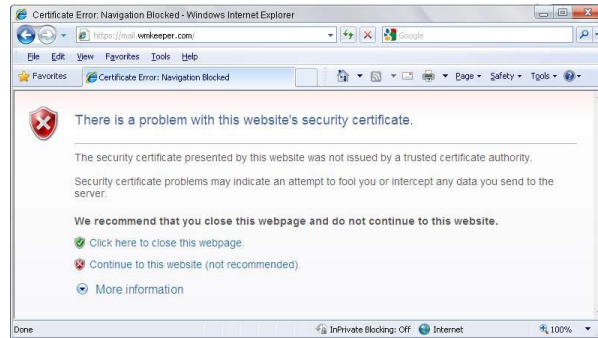 Certificate Error: Navigation Blocked - Windows Internet Explorer
https://mail.wmkeeper.com/
Google
File Edit View Favorites Tools Help
Favorites Certificate Error: Navigation Blocked Page Safety Tools
There is a problem with this website's security certificate.
The security certificate presented by this website was not issued by a trusted certificate authority.
Security certificate problems may indicate an attempt to fool you or intercept any data you send to the
server.
We recommend that you close this webpage and do not continue to this website.
Click here to close this webpage.
Continue to this website (not recommended).
More information
Done InPrivate Blocking: Off Internet 100%